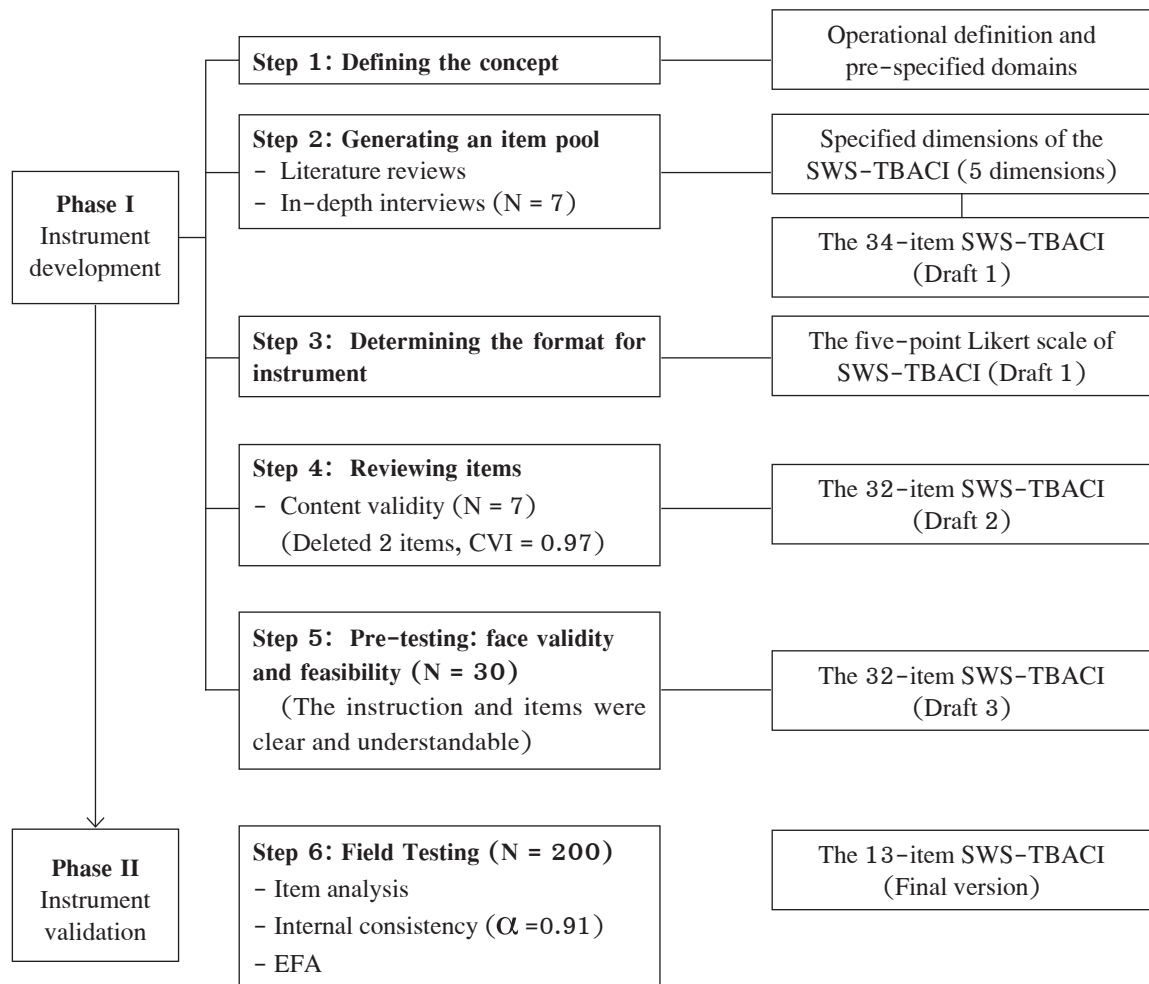 Step 1: Defining the concept
Operational definition and
pre-specified domains
Step 2: Generating an item pool
- Literature reviews
- In-depth interviews (N = 7)
Specified dimensions of the
SWS-TBACI (5 dimensions)
Phase I
Instrument
development
The 34-item SWS-TBACI
(Draft 1)
Step 3: Determining the format for
instrument
The five-point Likert scale of
SWS-TBACI (Draft 1)
Step 4: Reviewing items
- Content validity (N = 7)
(Deleted 2 items, CVI = 0.97)
The 32-item SWS-TBACI
(Draft 2)
Step 5: Pre-testing: face validity
and feasibility (N = 30)
(The instruction and items were
clear and understandable)
The 32-item SWS-TBACI
(Draft 3)
Phase II
Instrument
validation
Step 6: Field Testing (N = 200)
- Item analysis
- Internal consistency (α =0.91)
- EFA
The 13-item SWS-TBACI
(Final version)